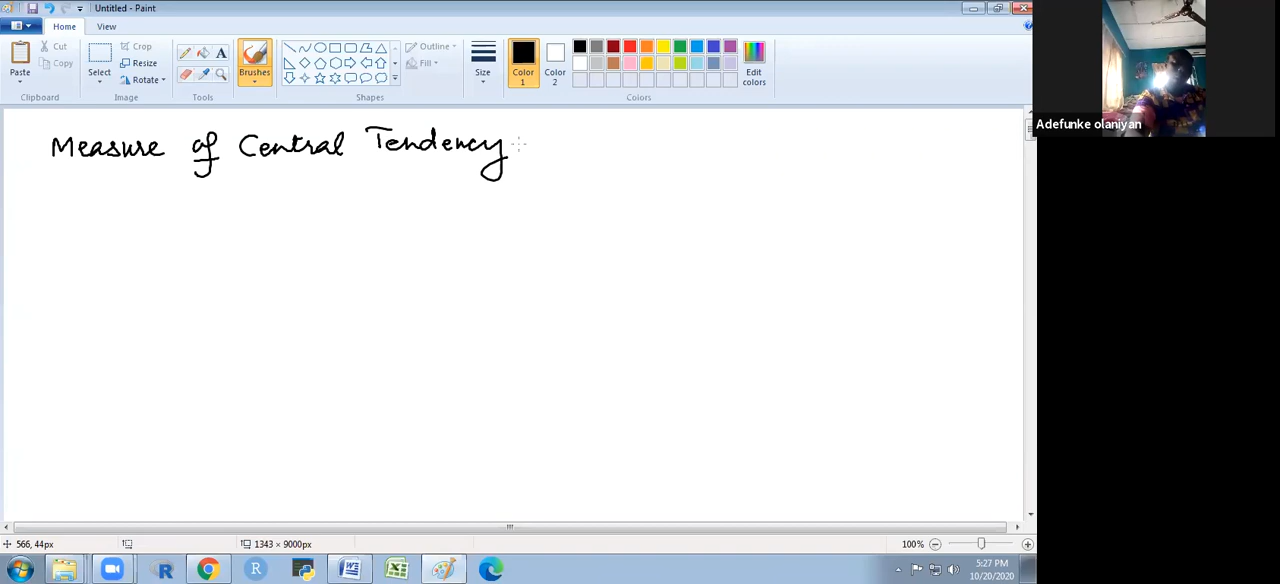 Untitled - Paint
Home View
Paste
Cut
Copy
Clipboard
Select
Crop
Resize
Rotate
Image
Tools
Brushes
Shapes
Outline
Fill
Size
Color 1
Color 2
Edit colors
Colors
Adefunke olaniyan
Measure of Central Tendency
566, 44px
1343 × 9000px
100%
5:27 PM
10/20/2020